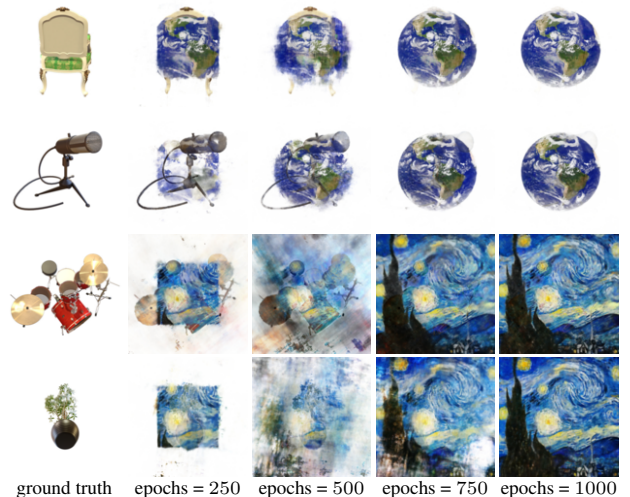 ground truth epochs = 250 epochs = 500 epochs = 750 epochs = 1000